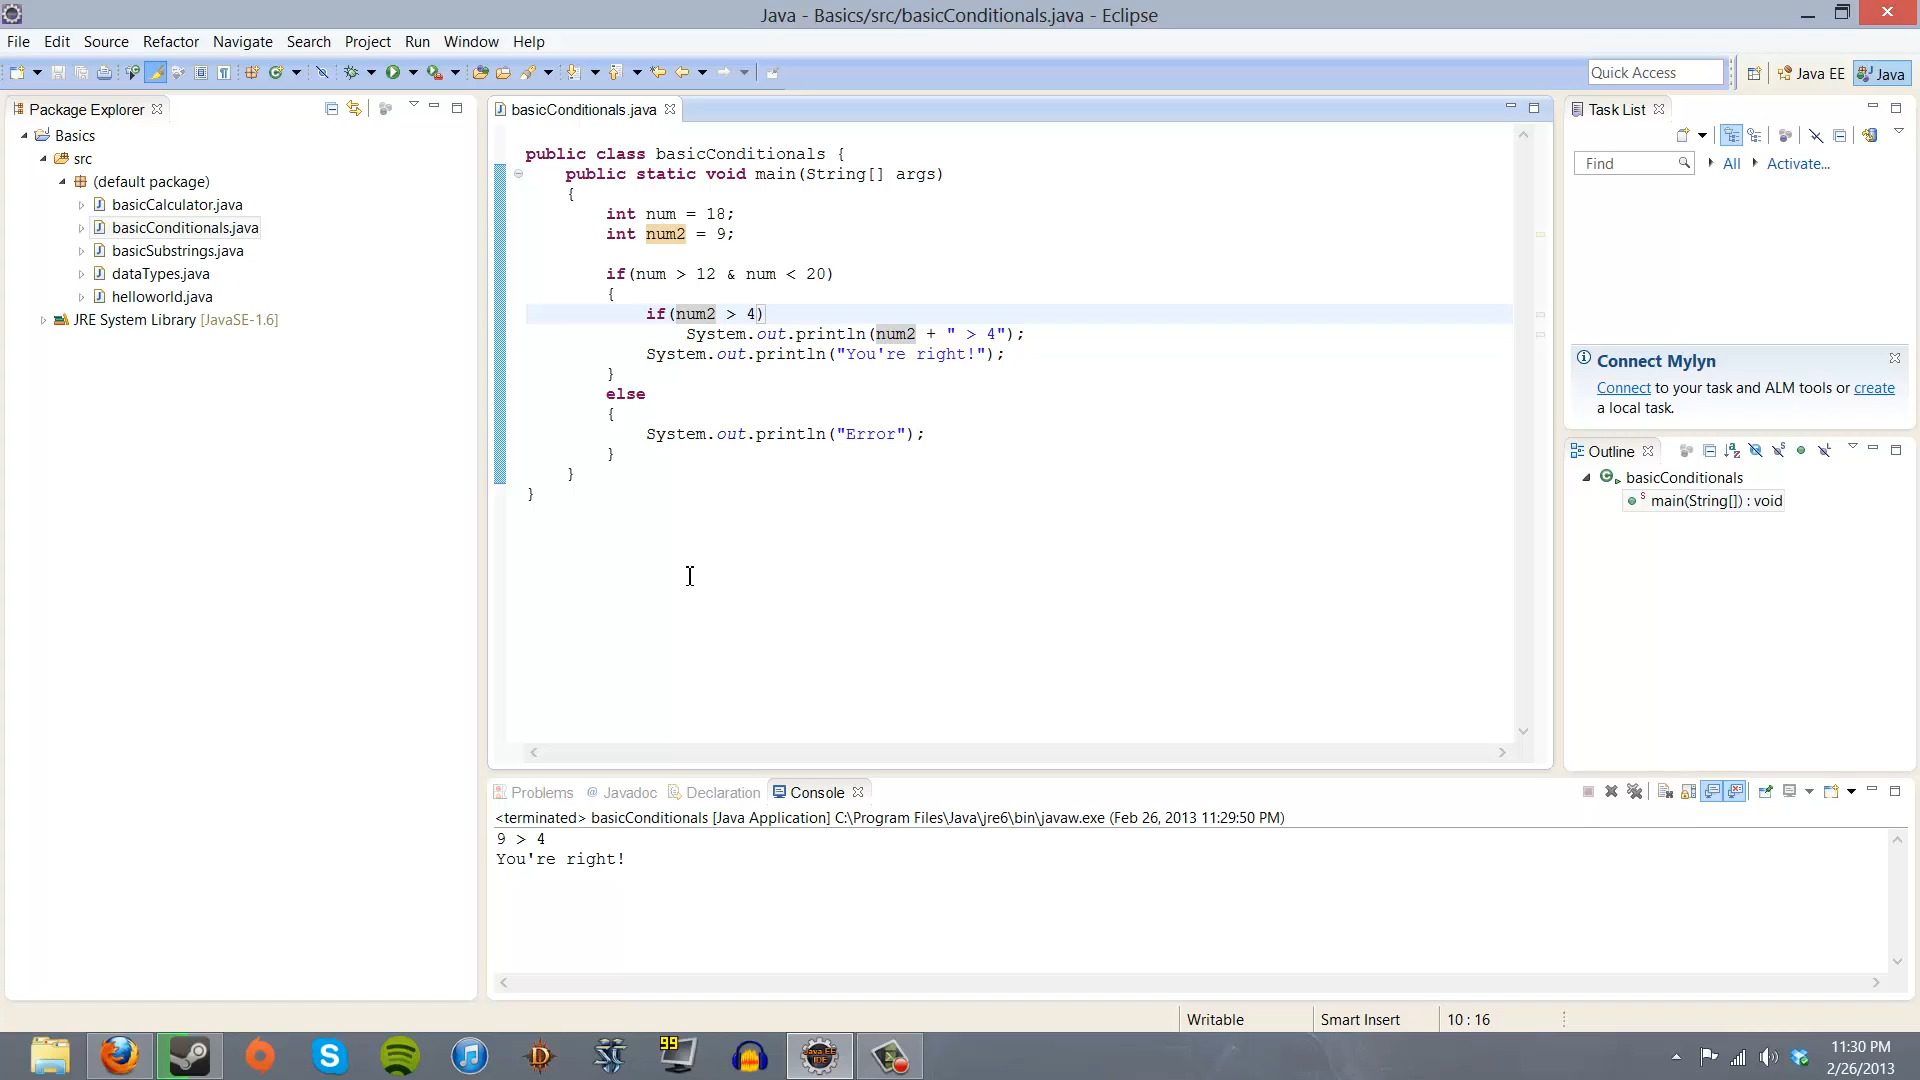 Java - Basics/src/basicConditionals.java - Eclipse
File Edit Source Refactor Navigate Search Project Run Window Help
Quick Access
Java EE
Java
Package Explorer
Basics
src
(default package)
basicCalculator.java
basicConditionals.java
basicSubstrings.java
dataTypes.java
helloworld.java
JRE System Library [JavaSE-1.6]
basicConditionals.java
public class basicConditionals {
public static void main(String[] args)
{
int num = 18;
int num2 = 9;
if(num > 12 & num < 20)
{
if(num2 > 4)
System.out.println(num2 + " > 4");
System.out.println("You're right!");
}
else
{
System.out.println("Error");
}
}
}
Task List
Find
All
Activate...
Connect Mylyn
Connect to your task and ALM tools or create
a local task.
Outline
basicConditionals
main(String[]) : void
Problems @ Javadoc Declaration Console
<terminated> basicConditionals [Java Application] C:\Program Files\Java\jre6\bin\javaw.exe (Feb 26, 2013 11:29:50 PM)
9 > 4
You're right!
Writable
Smart Insert
10 : 16
99
Java EE
IDE
11:30 PM
2/26/2013